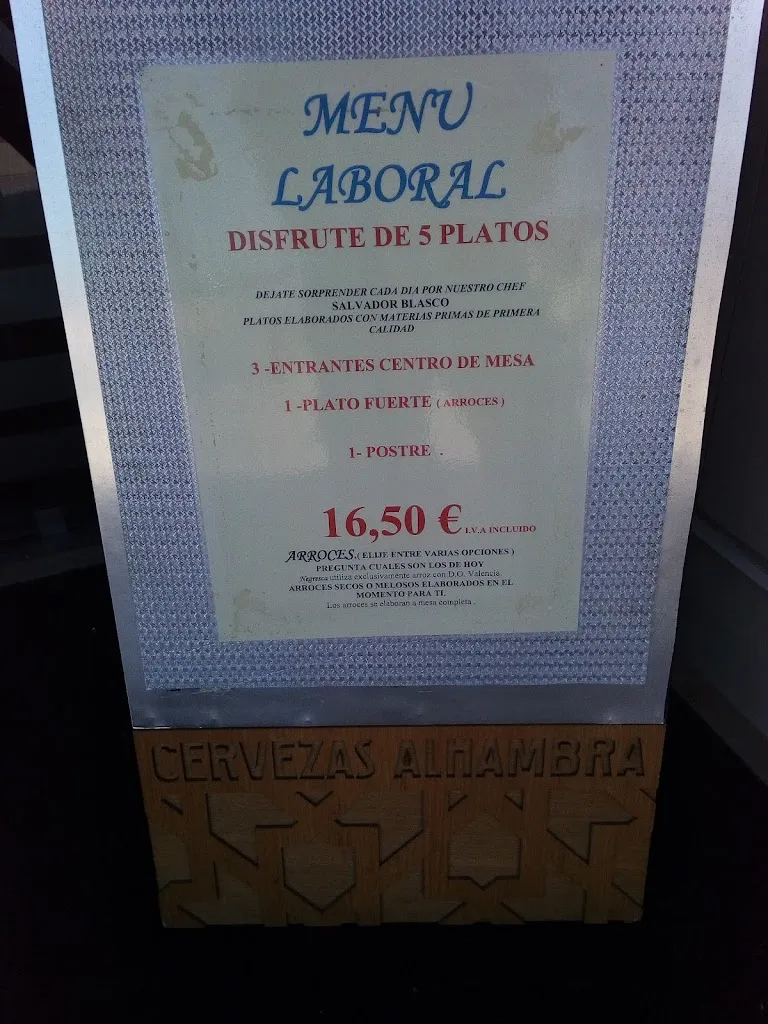 MENU
LABORAL
DISFRUTE DE 5 PLATOS
DEJATE SORPRENDER CADA DIA POR NUESTRO CHEF
SALVADOR BLASCO
PLATOS ELABORADOS CON MATERIAS PRIMAS DE PRIMERA
CALIDAD
3 -ENTRANTES CENTRO DE MESA
1 -PLATO FUERTE ( ARROCES )
1- POSTRE .
16,50 € I.V.A INCLUIDO
ARROCES.( ELIJE ENTRE VARIAS OPCIONES )
PREGUNTA CUALES SON LOS DE HOY
Negresca utiliza exclusivamente arroz con D.O. Valencia.
ARROCES SECOS O MELOSOS ELABORADOS EN EL
MOMENTO PARA TI.
Los arroces se elaboran a mesa completa .
CERVEZAS ALHAMBRA